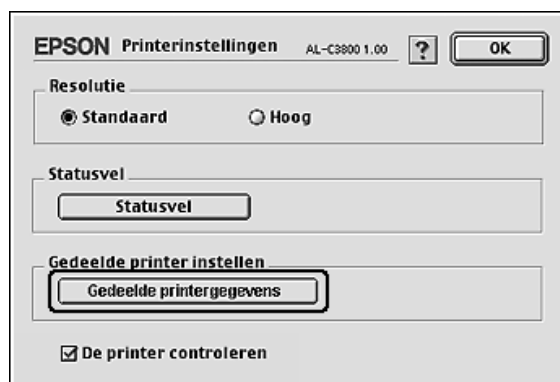 EPSON Printerinstellingen AL-C3800 1.00 ? OK
Resolutie
Standaard Hoog
Statusvel
Statusvel
Gedeelde printer instellen
Gedeelde printergegevens
De printer controleren